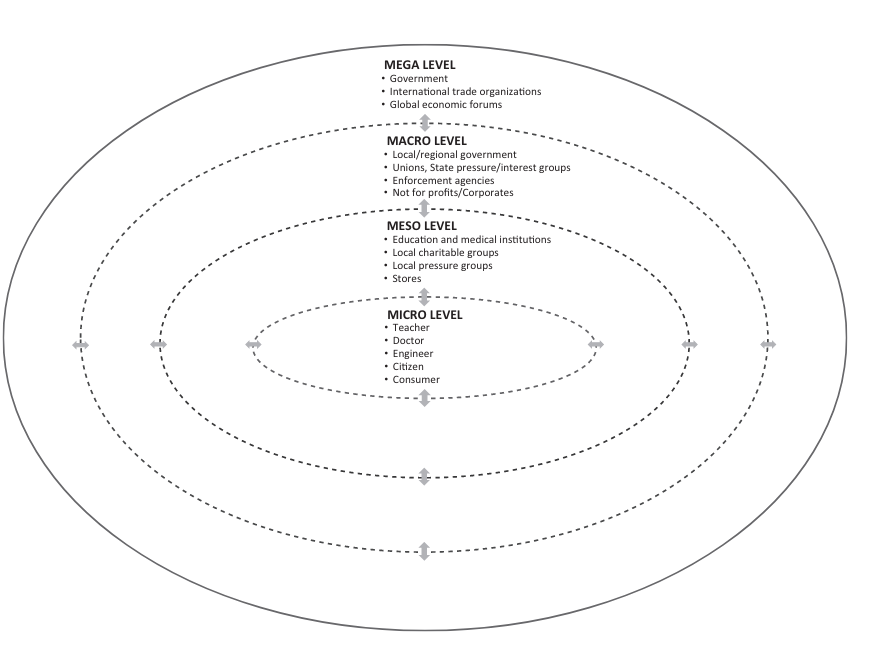 MEGA LEVEL
• Government
• International trade organizations
• Global economic forums
MACRO LEVEL
• Local/regional government
• Unions, State pressure/interest groups
• Enforcement agencies
• Not for profits/Corporates
MESO LEVEL
• Education and medical institutions
• Local charitable groups
• Local pressure groups
• Stores
MICRO LEVEL
• Teacher
• Doctor
• Engineer
• Citizen
• Consumer